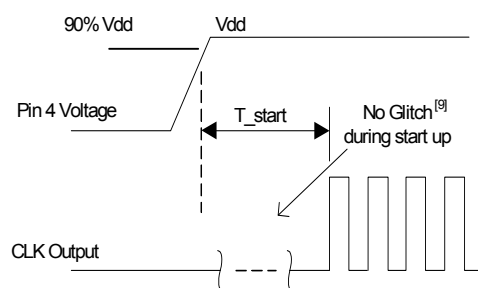 90% Vdd
Vdd
Pin 4 Voltage
T_start
No Glitch[9]
during start up
CLK Output